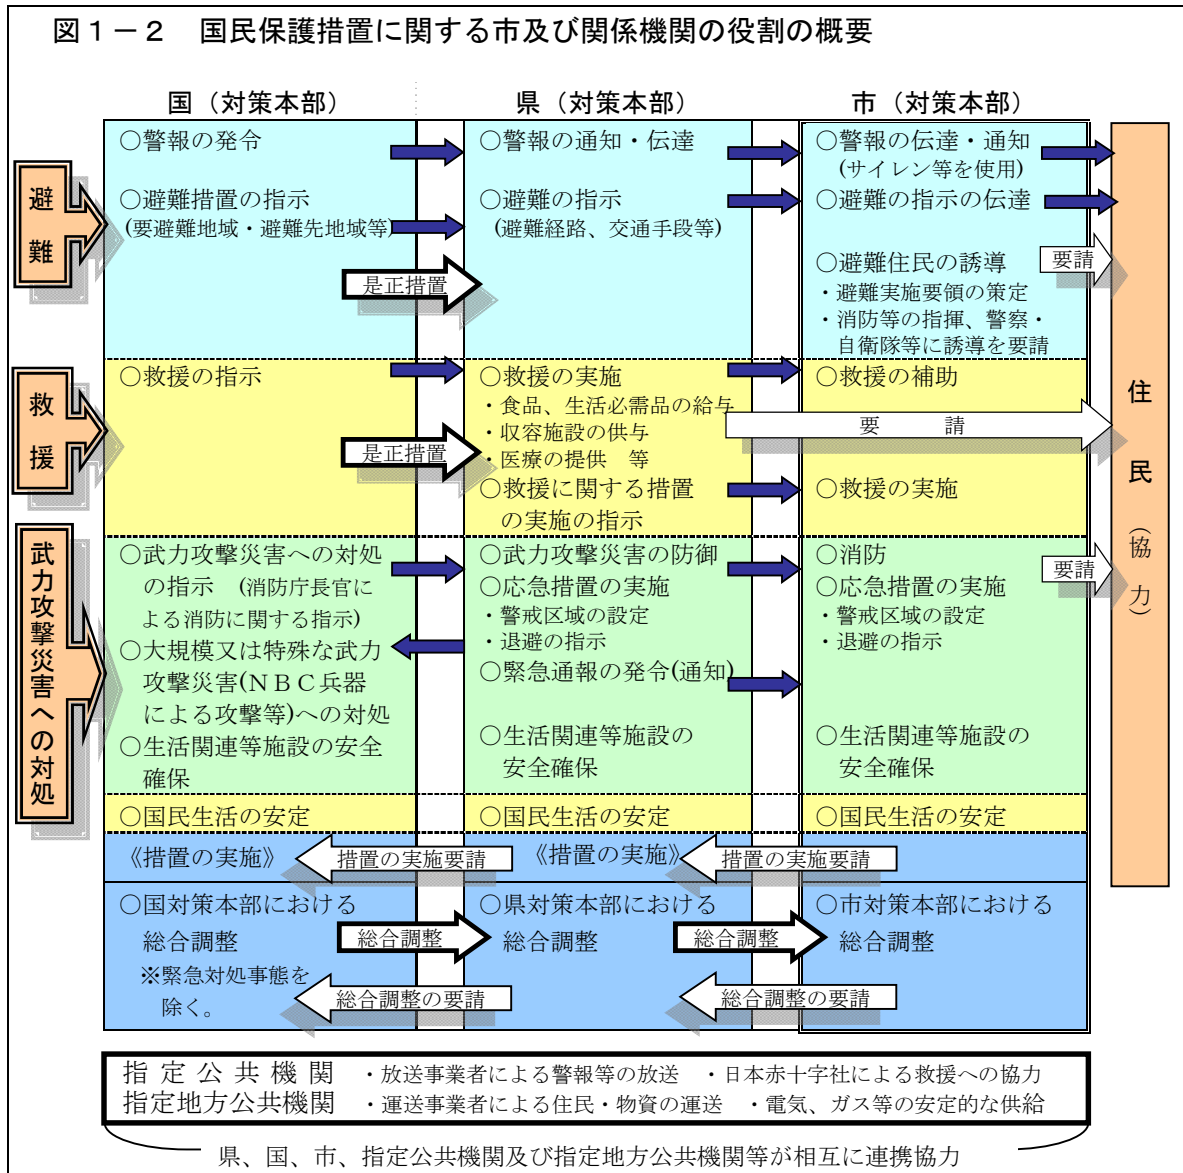 図１－２　国民保護措置に関する市及び関係機関の役割の概要
国（対策本部）
県（対策本部）
市（対策本部）
避難
○警報の発令
○避難措置の指示
(要避難地域・避難先地域等)
是正措置
○警報の通知・伝達
○避難の指示
(避難経路、交通手段等)
○警報の伝達・通知
(サイレン等を使用)
○避難の指示の伝達
○避難住民の誘導
・避難実施要領の策定
・消防等の指揮、警察・
自衛隊等に誘導を要請
要請
救援
○救援の指示
是正措置
○救援の実施
・食品、生活必需品の給与
・収容施設の供与
・医療の提供　等
○救援に関する措置
の実施の指示
○救援の補助
要　請
○救援の実施
武力攻撃災害への対処
○武力攻撃災害への対処
の指示　(消防庁長官に
よる消防に関する指示)
○大規模又は特殊な武力
攻撃災害(ＮＢＣ兵器
による攻撃等)への対処
○生活関連等施設の安全
確保
○武力攻撃災害の防御
○応急措置の実施
・警戒区域の設定
・退避の指示
○緊急通報の発令(通知)
○生活関連等施設の
安全確保
○消防
○応急措置の実施
・警戒区域の設定
・退避の指示
○生活関連等施設の
安全確保
要請
○国民生活の安定
○国民生活の安定
○国民生活の安定
《措置の実施》
措置の実施要請
《措置の実施》
措置の実施要請
○国対策本部における
総合調整
※緊急対処事態を
除く。
総合調整
○県対策本部における
総合調整
総合調整
○市対策本部における
総合調整
総合調整の要請
総合調整の要請
住民（協力）
指定公共機関　・放送事業者による警報等の放送　・日本赤十字社による救援への協力
指定地方公共機関　・運送事業者による住民・物資の運送　・電気、ガス等の安定的な供給
県、国、市、指定公共機関及び指定地方公共機関等が相互に連携協力